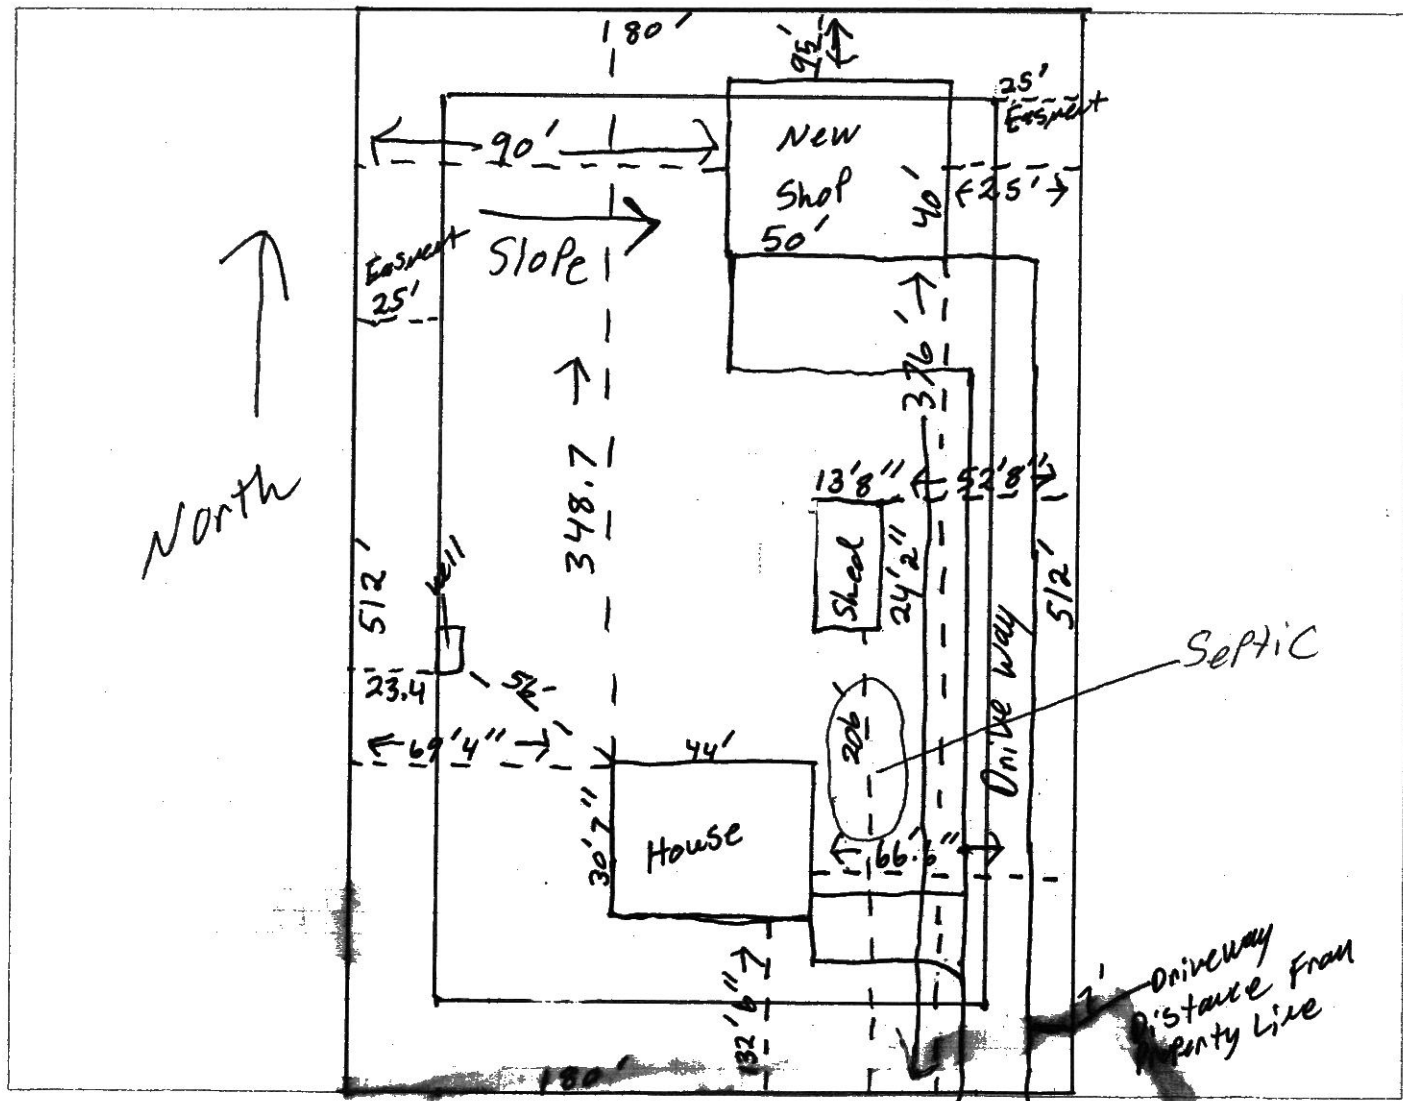 180'
95'
25'
Easment
90'
New
Shop
50'
40'
25'
Slope
Easment
25'
North
376'
348.7
13'8"
52'8"
Shed
24'2"
512'
512'
well
23.4
56'
69'4"
44'
206'
Septic
Drive Way
House
30'7"
66'6"
132'6"
7'
Driveway
Distance From
Property Line
180'